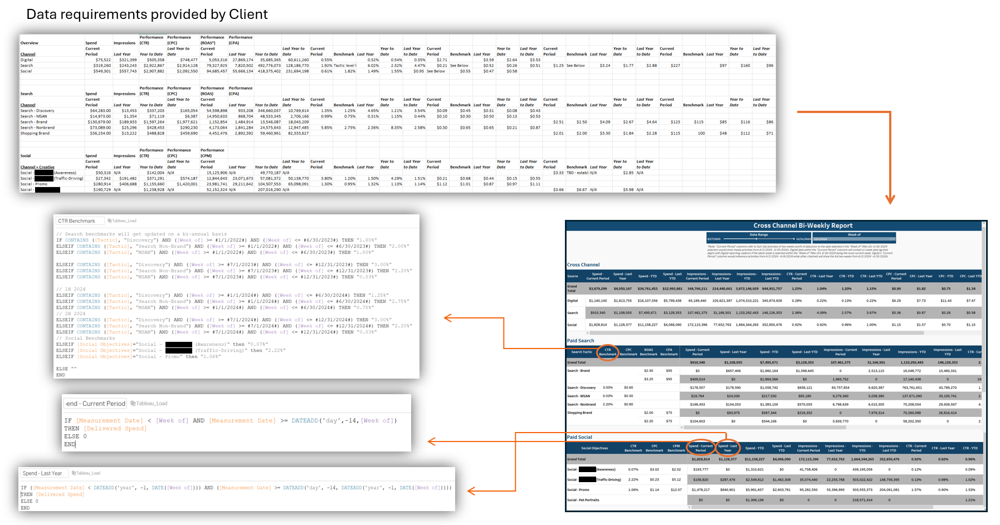 Data requirements provided by Client
Overview Spend Impressions Performance (CTR) Performance (CPC) Performance (ROAS*) Performance (CPA)
Channel Current Period Last Year Year to Date Last Year to Date Current Period Last Year Year to Date Last Year to Date Current Period Benchmark Last Year Year to Date Last Year to Date Current Period Benchmark Last Year Year to Date Last Year to Date Current Period Benchmark Last Year Year to Date Last Year to Date Current Period Benchmark Last Year Year to Date Last Year to Date
Digital $75,522 $321,399 $505,358 $748,477 5,053,316 27,869,174 35,685,365 60,611,260 0.55% 0.32% 0.54% 0.35% $2.71 $3.59 $2.64 $3.53
Search $319,260 $243,243 $2,922,867 $2,914,128 79,327,925 7,820,502 492,776,073 128,186,770 1.92% Tactic level 6.02% 2.32% 4.47% $0.21 See Below $0.52 $0.26 $0.51 $1.25 See Below $3.24 $1.77 $2.88 $227 $97 $160 $96
Social $549,301 $557,743 $2,907,882 $2,092,550 94,685,457 55,666,134 418,375,402 231,694,198 0.61% 1.82% 1.49% 1.55% $0.95 See Below $0.55 $0.47 $0.58
Search Spend Impressions Performance (CTR) Performance (CPC) Performance (ROAS) Performance (CPA)
Channel Current Period Last Year Year to Date Last Year to Date Current Period Last Year Year to Date Last Year to Date Current Period Benchmark Last Year Year to Date Last Year to Date Current Period Benchmark Last Year Year to Date Last Year to Date Current Period Benchmark Last Year Year to Date Last Year to Date Current Period Benchmark Last Year Year to Date Last Year to Date
Search - Discovery $64,283.00 $13,453 $337,203 $165,054 54,598,898 933,208 346,660,037 10,769,614 1.35% 1.25% 4.65% 1.21% 3.54% $0.09 $0.45 $0.31 $0.08 $0.43
Search - MSAN $14,973.00 $1,354 $71,119 $6,387 14,950,633 868,704 48,533,345 2,706,166 0.99% 0.75% 0.31% 1.15% 0.44% $0.10 $0.30 $0.50 $0.13 $0.53
Search - Brand $130,679.00 $189,933 $1,597,264 $1,977,621 1,152,854 1,484,914 13,546,087 18,043,209 $2.51 $2.50 $4.09 $2.67 $4.64 $123 $115 $85 $116 $86
Search - Nonbrand $73,089.00 $25,296 $428,453 $290,230 4,173,064 1,841,284 24,575,643 12,947,485 5.85% 2.75% 2.36% 8.35% 2.58% $0.30 $0.65 $0.65 $0.21 $0.87
Shopping Brand $36,234.00 $13,222 $488,828 $459,690 4,452,476 2,892,392 59,460,961 82,333,627 $2.01 $2.00 $3.30 $1.84 $2.28 $115 100 $48 $112 $71
Social Spend Impressions Performance (CTR) Performance (CPC) Performance (CPM)
Channel + Creative Current Period Last Year Year to Date Last Year to Date Current Period Last Year Year to Date Last Year to Date Current Period Benchmark Last Year Year to Date Last Year to Date Current Period Benchmark Last Year Year to Date Last Year to Date Current Period Benchmark Last Year Year to Date Last Year to Date
Social - (Awareness) $50,316 N/A $142,004 N/A 15,125,906 N/A 49,770,187 N/A $3.33 TBD - establi N/A $2.85 N/A
Social - (Traffic-Driving) $27,342 $191,482 $371,291 $574,187 12,844,643 23,071,673 57,081,372 50,138,770 3.80% 1.20% 1.50% 4.29% 1.51% $0.21 $0.68 $0.44 $0.15 $0.55
Social - Promo $280,914 $406,688 $1,155,660 $1,420,001 23,981,741 29,211,642 104,507,553 65,098,091 1.30% 0.95% 1.32% 1.13% 1.14% $1.12 $1.01 $0.87 $0.97 $1.11
Social - $190,729 N/A $1,238,928 N/A 52,152,324 N/A 207,016,290 N/A $3.66 $6.67 N/A $5.98 N/A
CTR Benchmark Tableau_Load
// Search benchmarks will get updated on a bi-annual basis
IF CONTAINS ([Tactic], "Discovery") AND ([Week of] >= #1/1/2022#) AND ([Week of] <= #6/30/2023#) THEN "1.80%"
ELSEIF CONTAINS ([Tactic], "Search Non-Brand") AND ([Week of] >= #1/1/2022#) AND ([Week of] <= #6/30/2023#) THEN "2.00%"
ELSEIF CONTAINS ([Tactic], "MSAN") AND ([Week of] >= #1/1/2022#) AND ([Week of] <= #6/30/2023#) THEN "1.80%"
ELSEIF CONTAINS ([Tactic], "Discovery") AND ([Week of] >= #7/1/2023#) AND ([Week of] <= #12/31/2023#) THEN "3.00%"
ELSEIF CONTAINS ([Tactic], "Search Non-Brand") AND ([Week of] >= #7/1/2023#) AND ([Week of] <= #12/31/2023#) THEN "2.20%"
ELSEIF CONTAINS ([Tactic], "MSAN") AND ([Week of] >= #7/1/2023#) AND ([Week of] <= #12/31/2023#) THEN "0.03%"
// 1H 2024
ELSEIF CONTAINS ([Tactic], "Discovery") AND ([Week of] >= #1/1/2024#) AND ([Week of] <= #6/30/2024#) THEN "1.25%"
ELSEIF CONTAINS ([Tactic], "Search Non-Brand") AND ([Week of] >= #1/1/2024#) AND ([Week of] <= #6/30/2024#) THEN "2.75%"
ELSEIF CONTAINS ([Tactic], "MSAN") AND ([Week of] >= #1/1/2024#) AND ([Week of] <= #6/30/2024#) THEN "0.75%"
// 2H 2024
ELSEIF CONTAINS ([Tactic], "Discovery") AND ([Week of] >= #7/1/2024#) AND ([Week of] <= #12/31/2024#) THEN "3.00%"
ELSEIF CONTAINS ([Tactic], "Search Non-Brand") AND ([Week of] >= #7/1/2024#) AND ([Week of] <= #12/31/2024#) THEN "2.20%"
ELSEIF CONTAINS ([Tactic], "MSAN") AND ([Week of] >= #7/1/2024#) AND ([Week of] <= #12/31/2024#) THEN "0.03%"
// Social Benchmarks
ELSEIF [Social Objectives]="Social - (Awareness)" then "0.07%"
ELSEIF [Social Objectives]="Social - (Traffic-Driving)" then "2.22%"
ELSEIF [Social Objectives]="Social - Promo" then "1.06%"
ELSE ""
END
end - Current Period Tableau_Load
IF [Measurement Date] < [Week of] AND [Measurement Date] >= DATEADD('day',-14,[Week of])
THEN [Delivered Spend]
ELSE 0
END
Spend - Last Year Tableau_Load
IF ([Measurement Date] < DATEADD('year', -1, DATE([Week of]))) AND ([Measurement Date] >= DATEADD('day', -14, DATEADD('year', -1, DATE([Week of]))))
THEN [Delivered Spend]
ELSE 0
END
Cross Channel Bi-Weekly Report
Date Range Week of
8/27/2023 12/31/2024 12/1/2024
*Note: "Current Period" columns refer to Sun-Sat activities of two weeks worth of data prior to the date selected in the "Week of" filter (Ex: 6/16/2024
selection would show media activities from 6/2/2024 - 6/15/2024). Digital data within the "Current Period" columns will contain a 1 week data lag that
aligns with Digital reporting cadence if the latest week is selected within the "Week of" filter (Ex: 6/16/2024 being the most current week, Digital's "Current
Period" columns would reference activities from 6/2/2024 - 6/8/2024 while other channels will show the full two weeks from 6/2/2024 - 6/15/2024).
Cross Channel
Source Spend - Current Period Spend - Last Year Spend - YTD Spend - Last YTD Impressions - Current Period Impressions - Last Year Impressions - YTD Impressions - Last YTD CTR - Current Period CTR - Last Year CTR - YTD CTR - Last YTD CPC - Current Period CPC - Last Year CPC - YTD CPC - Last YTD
Grand Total $3,879,299 $4,050,187 $34,761,453 $12,993,881 344,766,211 214,440,661 3,872,146,929 844,951,757 1.25% 1.04% 1.20% 1.15% $0.90 $1.82 $0.75 $1.34
Digital $1,140,145 $1,813,755 $16,107,556 $5,799,438 65,189,440 105,621,397 1,074,510,221 345,974,928 0.28% 0.22% 0.13% 0.22% $6.29 $7.73 $11.43 $7.47
Search $910,340 $1,108,055 $7,495,671 $3,128,353 107,461,375 31,166,501 1,133,292,443 146,126,353 2.36% 4.09% 2.57% 3.67% $0.36 $0.87 $0.26 $0.58
Social $1,828,814 $1,128,377 $11,158,227 $4,066,090 172,115,396 77,652,763 1,664,344,265 352,850,476 0.92% 0.92% 0.96% 1.00% $1.15 $1.57 $0.70 $1.15
Paid Search
Search Tactic CTR Benchmark CPC Benchmark ROAS Benchmark CPA Benchmark Spend - Current Period Spend - Last Year Spend - YTD Spend - Last YTD Impressions - Current Period Impressions - Last Year Impressions - YTD Impressions - Last YTD CTR - Cur
Grand Total $910,340 $1,108,055 $7,495,671 $3,128,353 107,461,375 31,166,501 1,133,292,443 146,126,353 2.
Search - Brand $2.50 $95 $0 $657,406 $1,860,164 $1,598,645 0 2,513,115 16,048,772 10,480,331
$3.25 $95 $409,014 $0 $1,864,566 $0 1,965,752 0 17,140,438 0 24
Search - Discovery 3.00% $0.60 $178,507 $178,590 $1,058,742 $658,121 83,757,854 9,620,387 763,761,651 43,789,270 1.
Search - MSAN 0.03% $0.50 $19,764 $24,030 $217,530 $85,180 9,279,360 5,038,380 137,671,090 35,100,741 2.
Search - Nonbrand 2.20% $0.80 $198,453 $154,053 $1,383,159 $570,055 6,798,639 6,015,305 70,208,054 29,939,597 4.
Shopping Brand $2.00 $75 $0 $93,975 $567,344 $216,352 0 7,979,314 70,260,088 26,816,414
$2.20 $75 $104,603 $0 $544,166 $0 5,659,770 0 58,202,350 0 2.
Paid Social
Social Objectives CTR Benchmark CPC Benchmark CPM Benchmark Spend - Current Period Spend - Last Year Spend - YTD Spend - Last YTD Impressions - Current Period Impressions - Last Year Impressions - YTD Impressions - Last YTD CTR - Current Period CTR - Last Year CTR - YTD
Grand Total $1,828,814 $1,128,377 $11,158,227 $4,066,090 172,115,396 77,652,763 1,664,344,265 352,850,476 0.92% 0.92% 0.96%
Social - (Awareness) 0.07% $3.02 $2.02 $193,777 $0 $1,310,621 $0 41,758,406 0 439,195,056 0 0.12% 0.09%
Social - (Traffic-Driving) 2.22% $0.23 $5.12 $156,820 $287,476 $2,549,812 $1,462,308 35,074,440 22,255,768 503,022,422 148,759,395 0.13% 0.98% 1.02%
Social - Promo 1.06% $1.14 $12.07 $1,478,217 $840,901 $5,991,657 $2,603,781 95,282,550 55,396,995 503,555,373 204,091,081 1.57% 0.90% 1.53%
Social - Pet Portraits $0 $0 $1,306,136 $0 0 0 218,571,414 0 1.21%